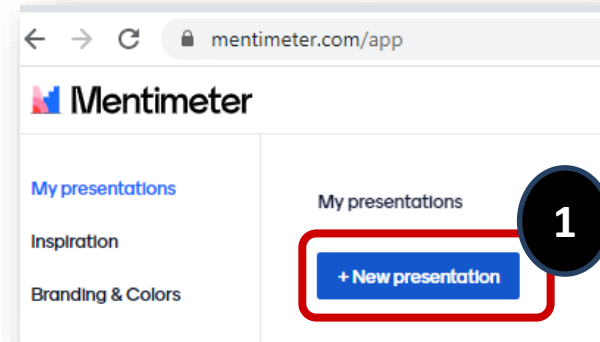 mentimeter.com/app
Mentimeter
My presentations
Inspiration
Branding & Colors
My presentations
+ New presentation
1